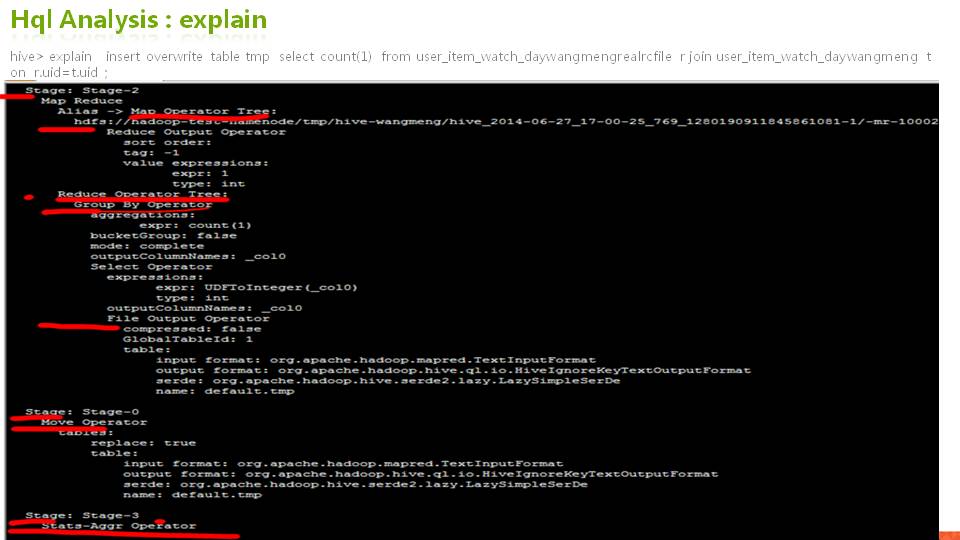 Hql Analysis : explain
hive> explain insert overwrite table tmp select count(1) from user_item_watch_daywangmengrealrcfile r join user_item_watch_daywangmeng t
on r.uid=t.uid ;
Stage: Stage-2
Map Reduce
Alias -> Map Operator Tree:
hdfs://hadoop-test-namenode/tmp/hive-wangmeng/hive_2014-06-27_17-00-25_769_1280190911845861081-1/-mr-10002
Reduce Output Operator
sort order:
tag: -1
value expressions:
expr: 1
type: int
Reduce Operator Tree:
Group By Operator
aggregations:
expr: count(1)
bucketGroup: false
mode: complete
outputColumnNames: _col0
Select Operator
expressions:
expr: UDFToInteger(_col0)
type: int
outputColumnNames: _col0
File Output Operator
compressed: false
GlobalTableId: 1
table:
input format: org.apache.hadoop.mapred.TextInputFormat
output format: org.apache.hadoop.hive.ql.io.HiveIgnoreKeyTextOutputFormat
serde: org.apache.hadoop.hive.serde2.lazy.LazySimpleSerDe
name: default.tmp
Stage: Stage-0
Move Operator
tables:
replace: true
table:
input format: org.apache.hadoop.mapred.TextInputFormat
output format: org.apache.hadoop.hive.ql.io.HiveIgnoreKeyTextOutputFormat
serde: org.apache.hadoop.hive.serde2.lazy.LazySimpleSerDe
name: default.tmp
Stage: Stage-3
Stats-Aggr Operator